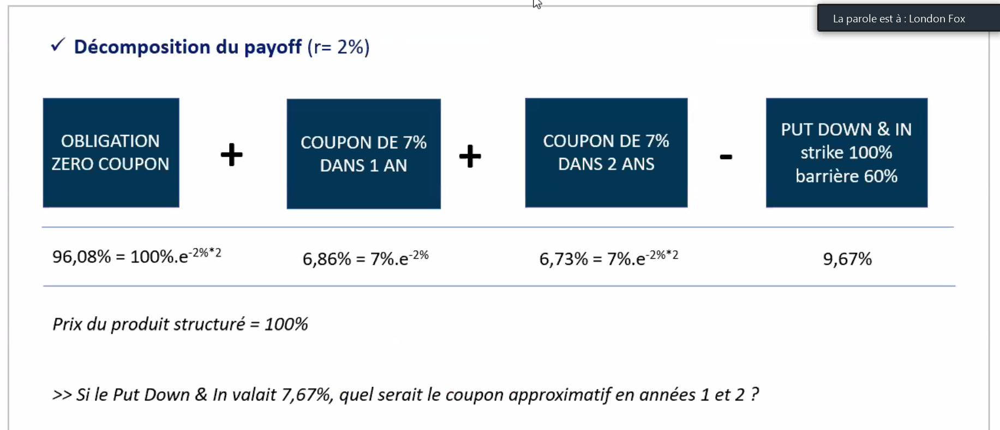 La parole est à : London Fox
✓ Décomposition du payoff (r= 2%)
OBLIGATION
ZERO COUPON
+
COUPON DE 7%
DANS 1 AN
+
COUPON DE 7%
DANS 2 ANS
-
PUT DOWN & IN
strike 100%
barrière 60%
96,08% = 100%.e-2%*2
6,86% = 7%.e-2%
6,73% = 7%.e-2%*2
9,67%
Prix du produit structuré = 100%
>> Si le Put Down & In valait 7,67%, quel serait le coupon approximatif en années 1 et 2 ?